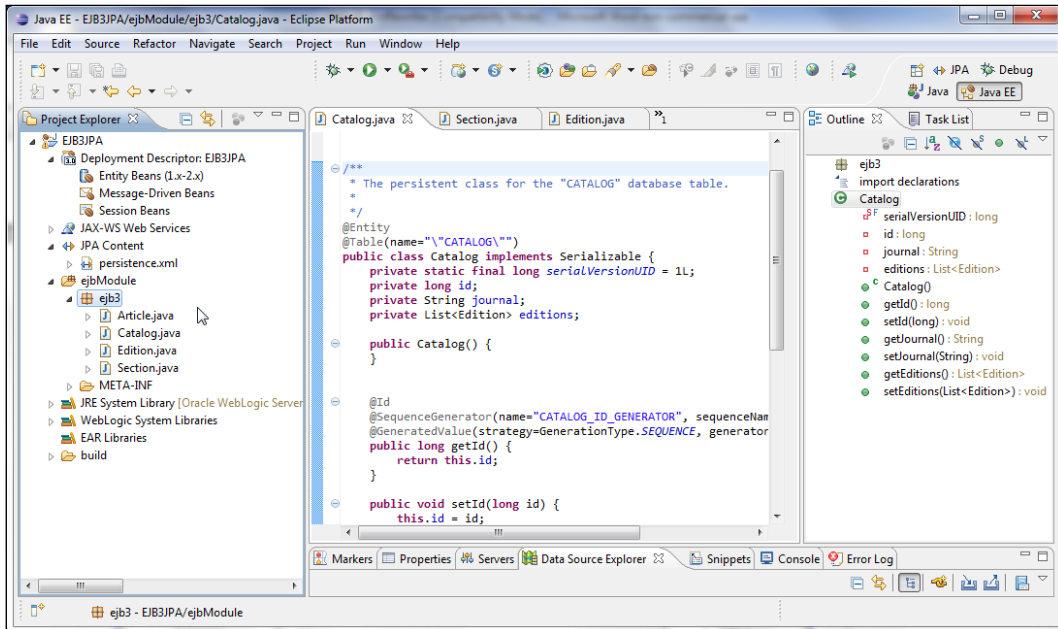 Java EE - EJB3JPA/ejbModule/ejb3/Catalog.java - Eclipse Platform
File Edit Source Refactor Navigate Search Project Run Window Help
JPA Debug
Java Java EE
Project Explorer
EJB3JPA
Deployment Descriptor: EJB3JPA
Entity Beans (1.x-2.x)
Message-Driven Beans
Session Beans
JAX-WS Web Services
JPA Content
persistence.xml
ejbModule
ejb3
Article.java
Catalog.java
Edition.java
Section.java
META-INF
JRE System Library [Oracle WebLogic Server
WebLogic System Libraries
EAR Libraries
build
Catalog.java Section.java Edition.java »1
/**
* The persistent class for the "CATALOG" database table.
*
*/
@Entity
@Table(name="\"CATALOG\"")
public class Catalog implements Serializable {
private static final long serialVersionUID = 1L;
private long id;
private String journal;
private List<Edition> editions;
public Catalog() {
}
@Id
@SequenceGenerator(name="CATALOG_ID_GENERATOR", sequenceNam
@GeneratedValue(strategy=GenerationType.SEQUENCE, generator
public long getId() {
return this.id;
}
public void setId(long id) {
this.id = id;
Outline Task List
ejb3
import declarations
Catalog
serialVersionUID : long
id : long
journal : String
editions : List<Edition>
Catalog()
getId() : long
setId(long) : void
getJournal() : String
setJournal(String) : void
getEditions() : List<Edition>
setEditions(List<Edition>) : void
Markers Properties Servers Data Source Explorer Snippets Console Error Log
ejb3 - EJB3JPA/ejbModule